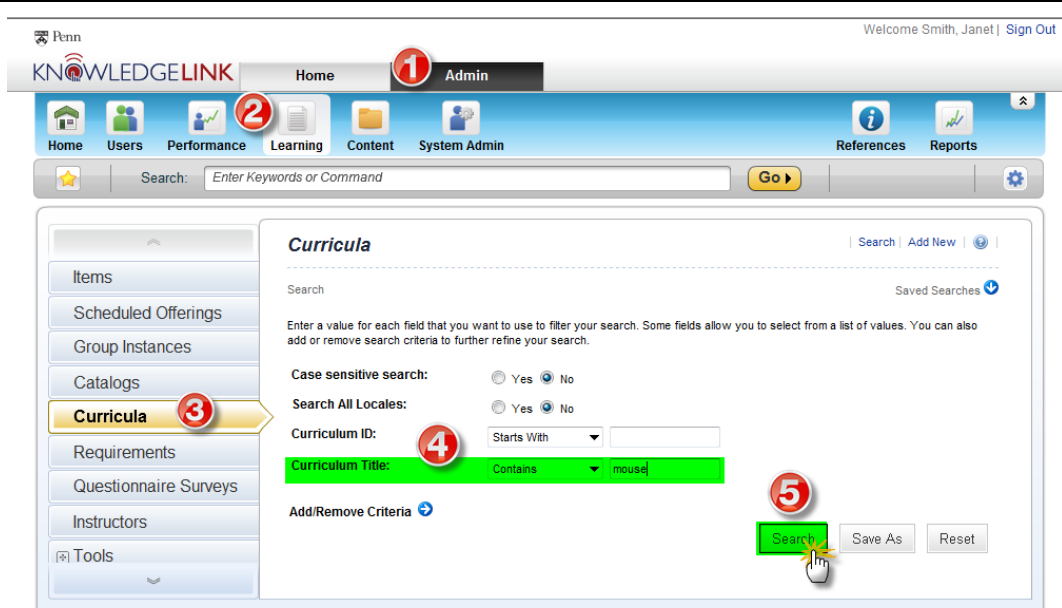 Penn
Welcome Smith, Janet | Sign Out
KNOWLEDGELINK
Home
1
Admin
2
Home
Users
Performance
Learning
Content
System Admin
References
Reports
Search:
Enter Keywords or Command
Go
Items
Scheduled Offerings
Group Instances
Catalogs
Curricula
3
Requirements
Questionnaire Surveys
Instructors
Tools
Curricula
| Search | Add New | ? |
Search
Saved Searches
Enter a value for each field that you want to use to filter your search. Some fields allow you to select from a list of values. You can also
add or remove search criteria to further refine your search.
Case sensitive search:
Yes
No
Search All Locales:
Yes
No
Curriculum ID:
Starts With
4
Curriculum Title:
Contains
mouse
Add/Remove Criteria
5
Search
Save As
Reset